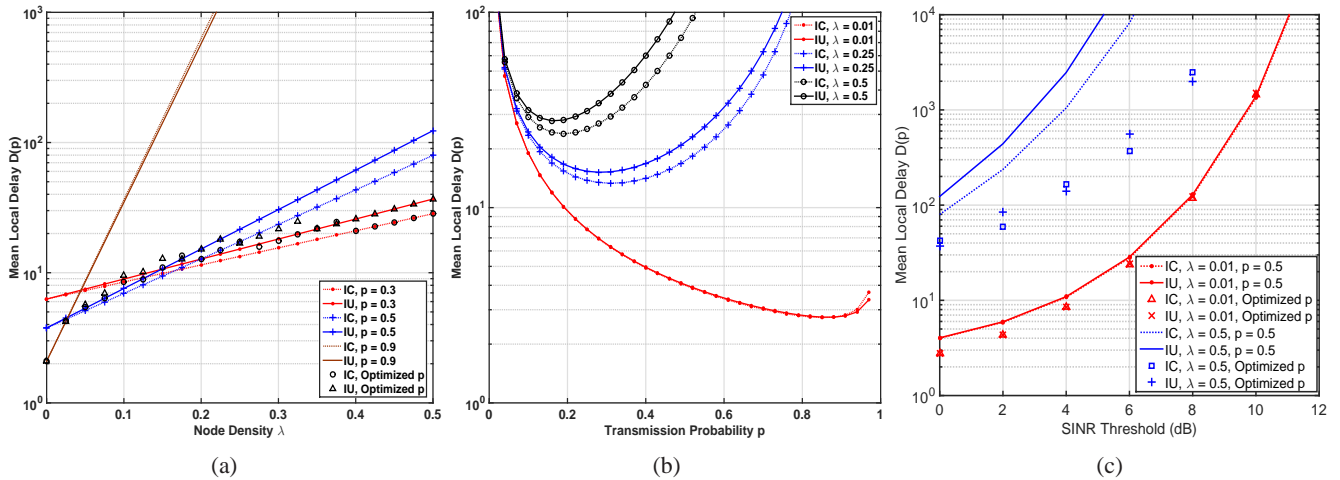 10^3
10^2
10^1
10^0
Mean Local Delay D(p)
0
0.1
0.2
0.3
0.4
0.5
Node Density λ
IC, p = 0.3
IU, p = 0.3
IC, p = 0.5
IU, p = 0.5
IC, p = 0.9
IU, p = 0.9
IC, Optimized p
IU, Optimized p
(a)
10^2
10^1
10^0
Mean Local Delay D(p)
0
0.2
0.4
0.6
0.8
1
Transmission Probability p
IC, λ = 0.01
IU, λ = 0.01
IC, λ = 0.25
IU, λ = 0.25
IC, λ = 0.5
IU, λ = 0.5
(b)
10^4
10^3
10^2
10^1
10^0
Mean Local Delay D(p)
0
2
4
6
8
10
12
SINR Threshold (dB)
IC, λ = 0.01, p = 0.5
IU, λ = 0.01, p = 0.5
IC, λ = 0.01, Optimized p
IU, λ = 0.01, Optimized p
IC, λ = 0.5, p = 0.5
IU, λ = 0.5, p = 0.5
IC, λ = 0.5, Optimized p
IU, λ = 0.5, Optimized p
(c)